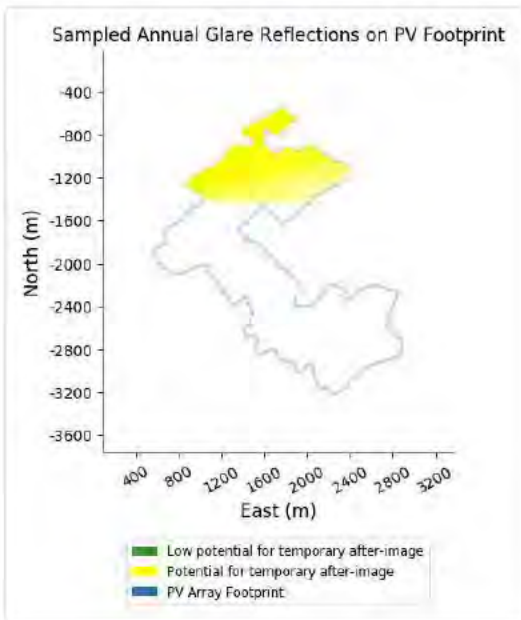 Sampled Annual Glare Reflections on PV Footprint
North (m)
-400
-800
-1200
-1600
-2000
-2400
-2800
-3200
-3600
400
800
1200
1600
2000
2400
2800
3200
East (m)
Low potential for temporary after-image
Potential for temporary after-image
PV Array Footprint